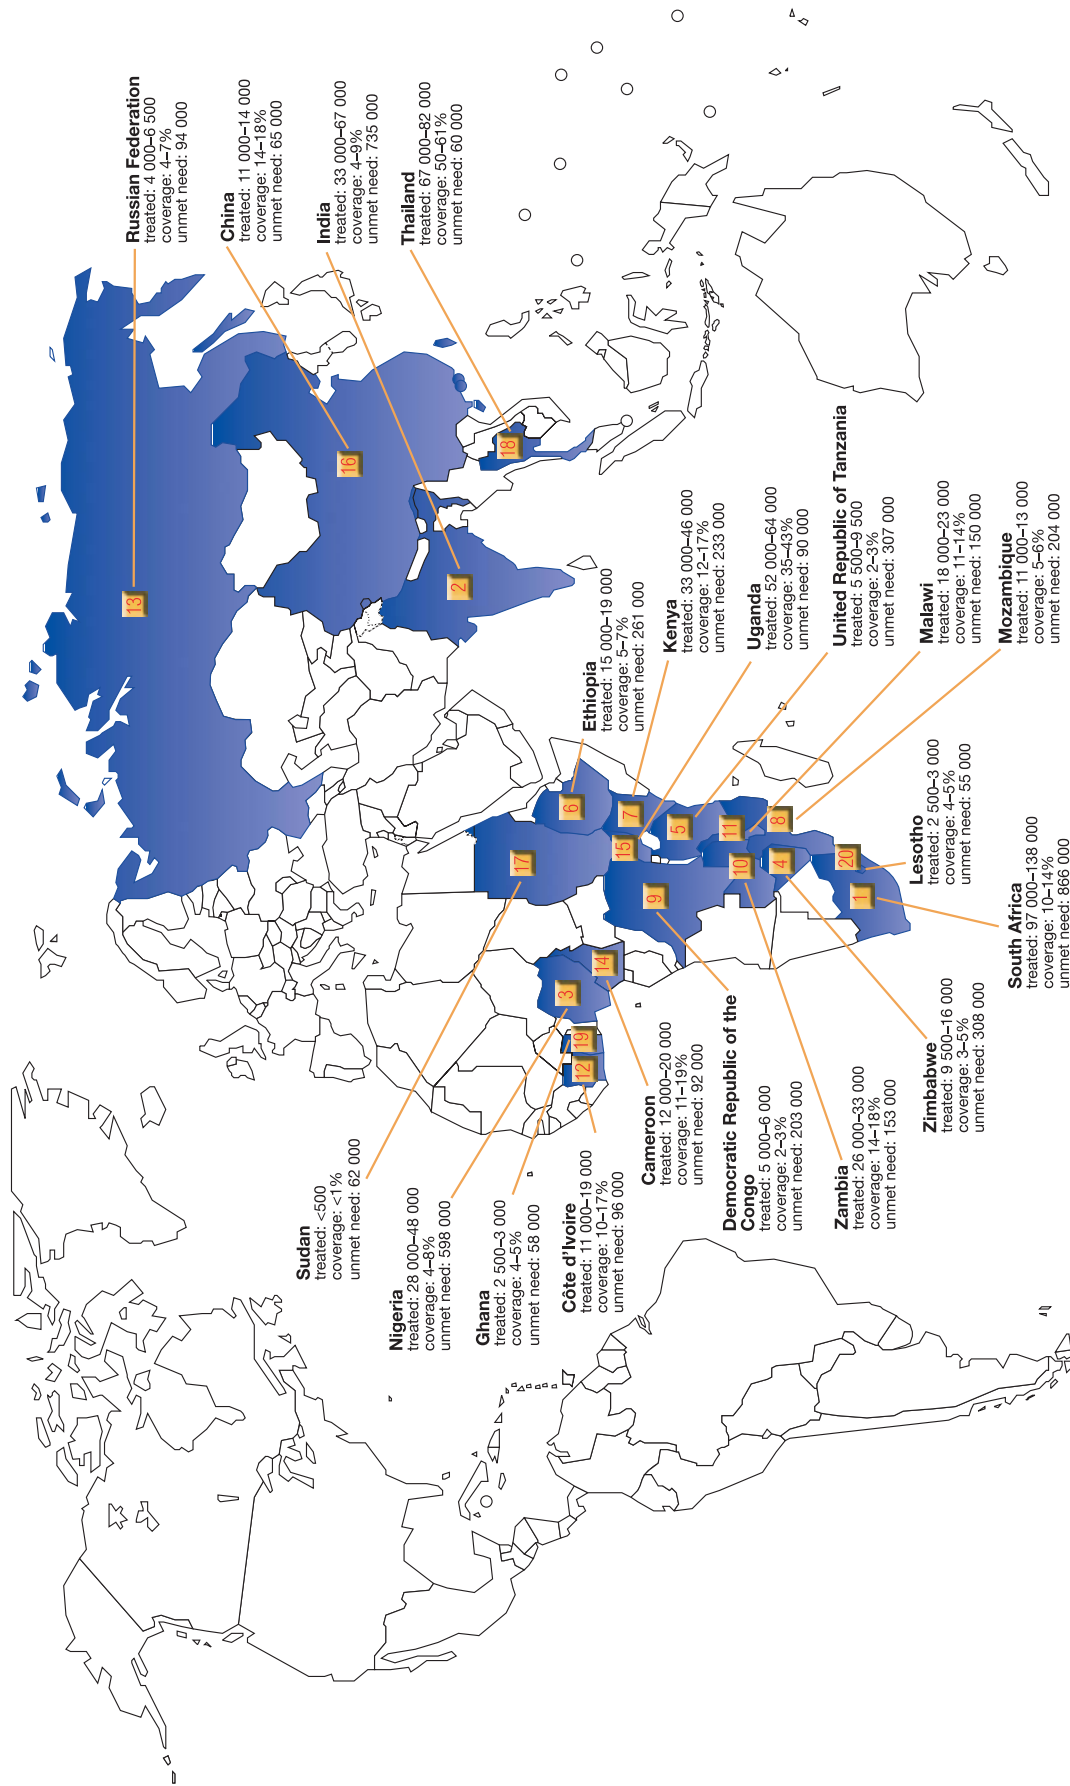 Russian Federation
treated: 4 000–6 500
coverage: 4–7%
unmet need: 94 000
China
treated: 11 000–14 000
coverage: 14–18%
unmet need: 65 000
India
treated: 33 000–67 000
coverage: 4–9%
unmet need: 735 000
Thailand
treated: 67 000–82 000
coverage: 50–61%
unmet need: 60 000
Ethiopia
treated: 15 000–19 000
coverage: 5–7%
unmet need: 261 000
Kenya
treated: 33 000–46 000
coverage: 12–17%
unmet need: 233 000
Uganda
treated: 52 000–64 000
coverage: 35–43%
unmet need: 90 000
United Republic of Tanzania
treated: 5 500–9 500
coverage: 2–3%
unmet need: 307 000
Malawi
treated: 18 000–23 000
coverage: 11–14%
unmet need: 150 000
Mozambique
treated: 11 000–13 000
coverage: 5–6%
unmet need: 204 000
Lesotho
treated: 2 500–3 000
coverage: 4–5%
unmet need: 55 000
South Africa
treated: 97 000–138 000
coverage: 10–14%
unmet need: 866 000
Zimbabwe
treated: 9 500–16 000
coverage: 3–5%
unmet need: 308 000
Zambia
treated: 26 000–33 000
coverage: 14–18%
unmet need: 153 000
Democratic Republic of the
Congo
treated: 5 000–6 000
coverage: 2–3%
unmet need: 203 000
Cameroon
treated: 12 000–20 000
coverage: 11–19%
unmet need: 92 000
Côte d'Ivoire
treated: 11 000–19 000
coverage: 10–17%
unmet need: 96 000
Ghana
treated: 2 500–3 000
coverage: 4–5%
unmet need: 58 000
Nigeria
treated: 28 000–48 000
coverage: 4–8%
unmet need: 598 000
Sudan
treated: <500
coverage: <1%
unmet need: 62 000
13
16
2
18
6
7
15
5
11
8
10
4
20
1
9
17
14
3
19
12